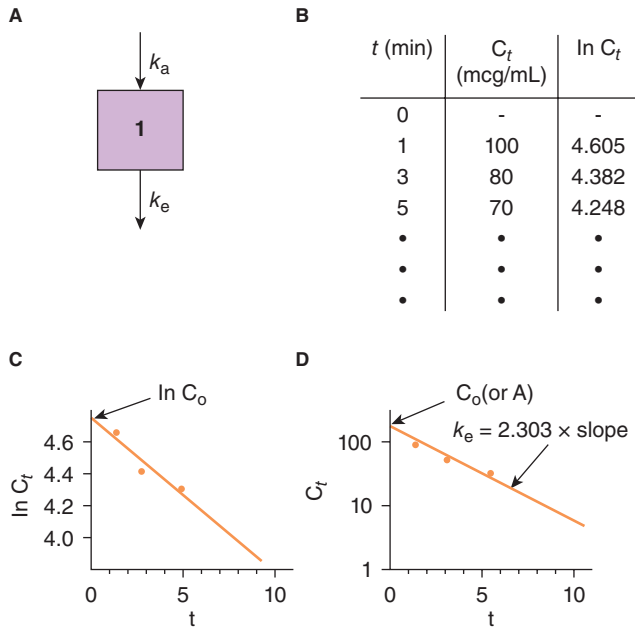 A
kₐ
1
kₑ
B
t (min) Cₜ (mcg/mL) ln Cₜ
0 - -
1 100 4.605
3 80 4.382
5 70 4.248
• • •
• • •
• • •
C
ln Cₒ
ln Cₜ
4.6
4.4
4.2
4.0
0 5 10
t
D
Cₒ(or A)
kₑ = 2.303 × slope
Cₜ
100
10
1
0 5 10
t